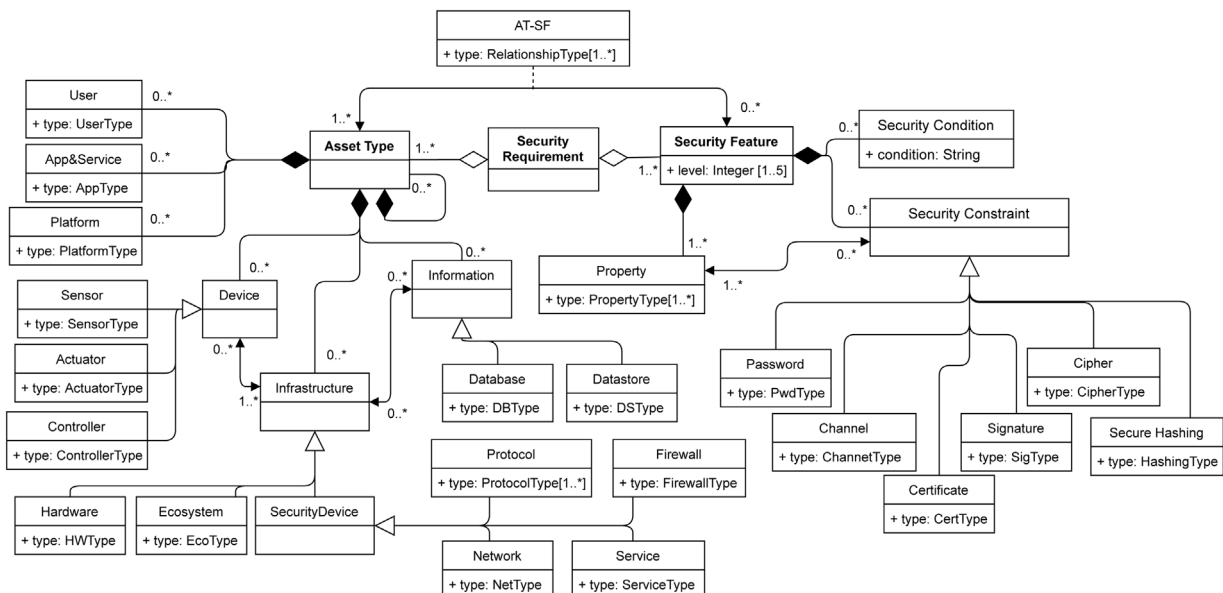 AT-SF
+ type: RelationshipType[1..*]
User
+ type: UserType
0..*
1..*
0..*
App&Service
+ type: AppType
0..*
Asset Type
1..*
0..*
Security
Requirement
Security Feature
+ level: Integer [1..5]
1..*
0..*
Security Condition
+ condition: String
Platform
+ type: PlatformType
0..*
0..*
Security Constraint
0..*
0..*
0..*
Information
0..*
1..*
Property
+ type: PropertyType[1..*]
1..*
Sensor
+ type: SensorType
Device
0..*
Actuator
+ type: ActuatorType
1..*
Infrastructure
0..*
0..*
Database
+ type: DBType
Datastore
+ type: DSType
Password
+ type: PwdType
Cipher
+ type: CipherType
Controller
+ type: ControllerType
Channel
+ type: ChannetType
Signature
+ type: SigType
Secure Hashing
+ type: HashingType
Protocol
+ type: ProtocolType[1..*]
Firewall
+ type: FirewallType
Certificate
+ type: CertType
Hardware
+ type: HWType
Ecosystem
+ type: EcoType
SecurityDevice
Network
+ type: NetType
Service
+ type: ServiceType